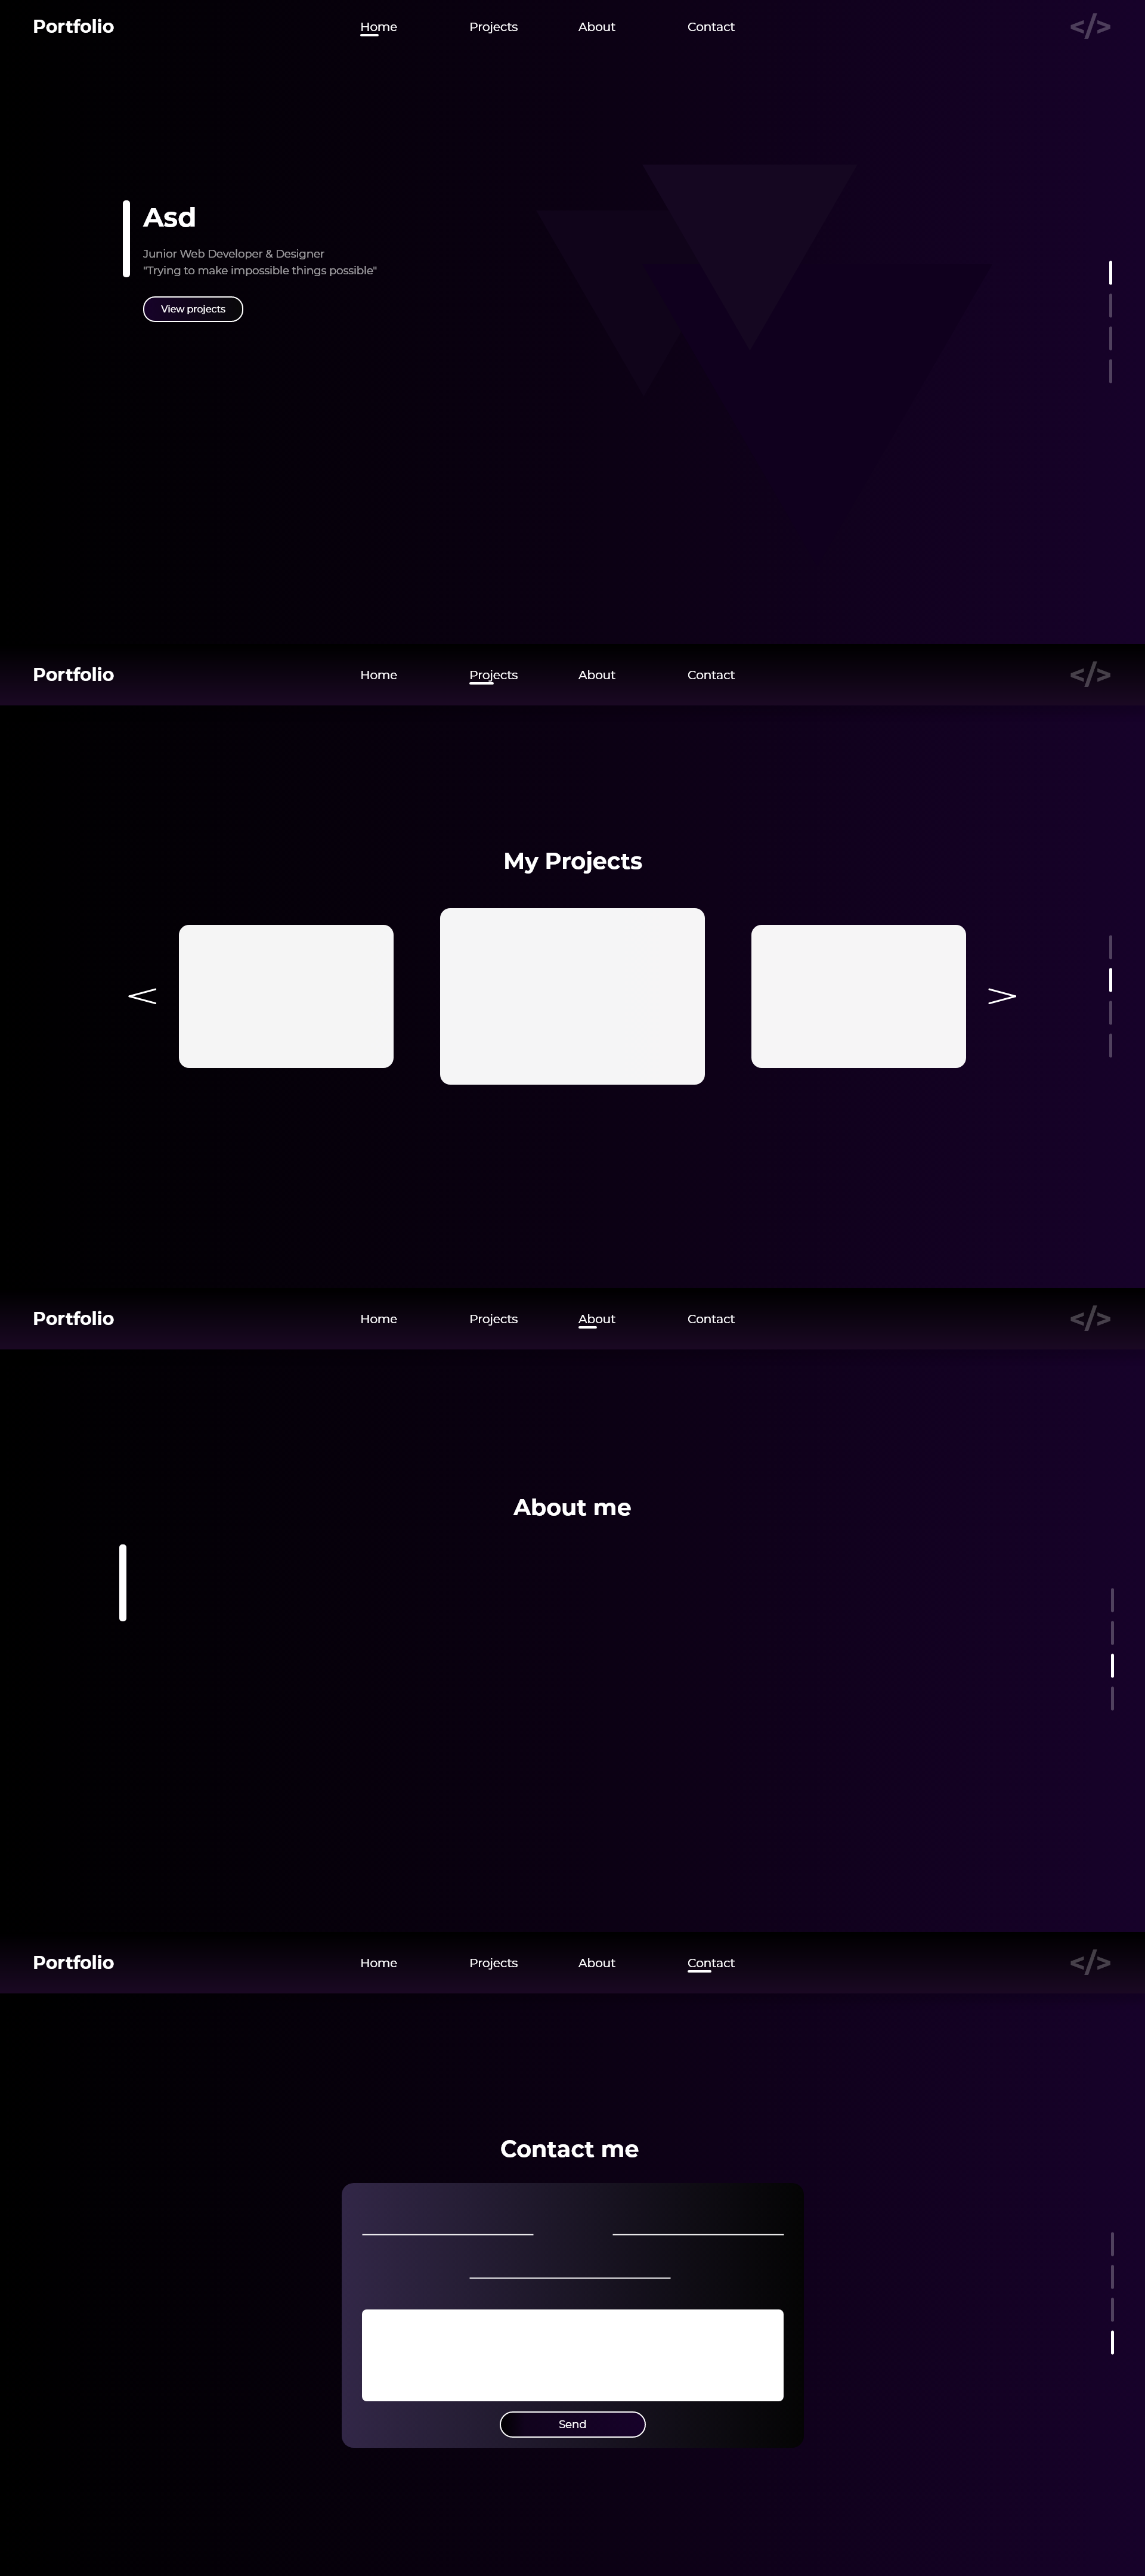 Portfolio
Home Projects About Contact
</>
Asd
Junior Web Developer & Designer
"Trying to make impossible things possible"
View projects
Portfolio
Home Projects About Contact
</>
My Projects
< >
Portfolio
Home Projects About Contact
</>
About me
Portfolio
Home Projects About Contact
</>
Contact me
Send